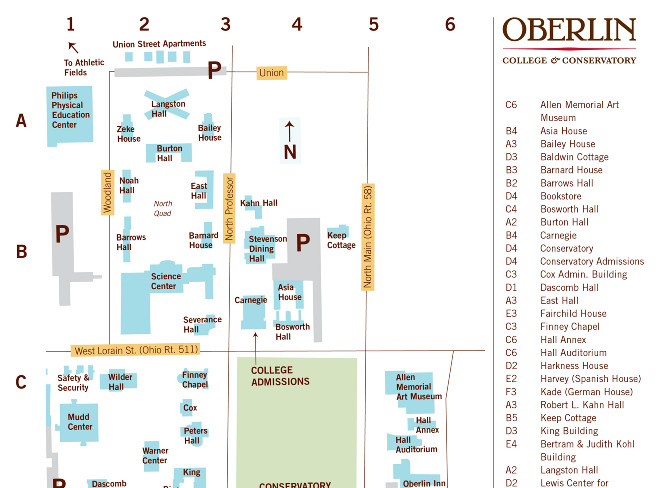 1 2 3 4 5 6
OBERLIN
COLLEGE & CONSERVATORY
To Athletic
Fields
Union Street Apartments
P
Union
A
Philips
Physical
Education
Center
Langston
Hall
Zeke
House
Bailey
House
Burton
Hall
N
Woodland
Noah
Hall
East
Hall
North
Quad
North Professor
Kahn Hall
North Main (Ohio Rt. 58)
P
B
Barrows
Hall
Barnard
House
Stevenson
Dining
Hall
P
Keep
Cottage
Science
Center
Asia
House
Carnegie
Severance
Hall
Bosworth
Hall
West Lorain St. (Ohio Rt. 511)
C
COLLEGE
ADMISSIONS
Safety &
Security
Wilder
Hall
Finney
Chapel
Allen
Memorial
Art Museum
Cox
Mudd
Center
Peters
Hall
Hall
Annex
Hall
Auditorium
Warner
Center
King
P
Dascomb
CONSERVATORY
Oberlin Inn
C6 Allen Memorial Art
Museum
B4 Asia House
A3 Bailey House
D3 Baldwin Cottage
B3 Barnard House
B2 Barrows Hall
D4 Bookstore
C4 Bosworth Hall
A2 Burton Hall
B4 Carnegie
D4 Conservatory
D4 Conservatory Admissions
C3 Cox Admin. Building
D1 Dascomb Hall
A3 East Hall
E3 Fairchild House
C3 Finney Chapel
C6 Hall Annex
C6 Hall Auditorium
D2 Harkness House
E2 Harvey (Spanish House)
F3 Kade (German House)
A3 Robert L. Kahn Hall
B5 Keep Cottage
D3 King Building
E4 Bertram & Judith Kohl
Building
A2 Langston Hall
D2 Lewis Center for